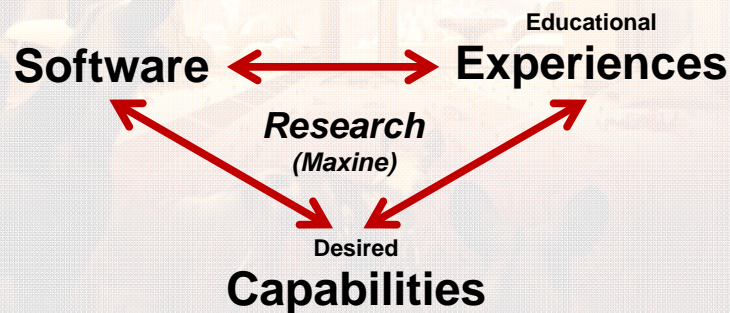 Educational
Software
Experiences
Research
(Maxine)
Desired
Capabilities